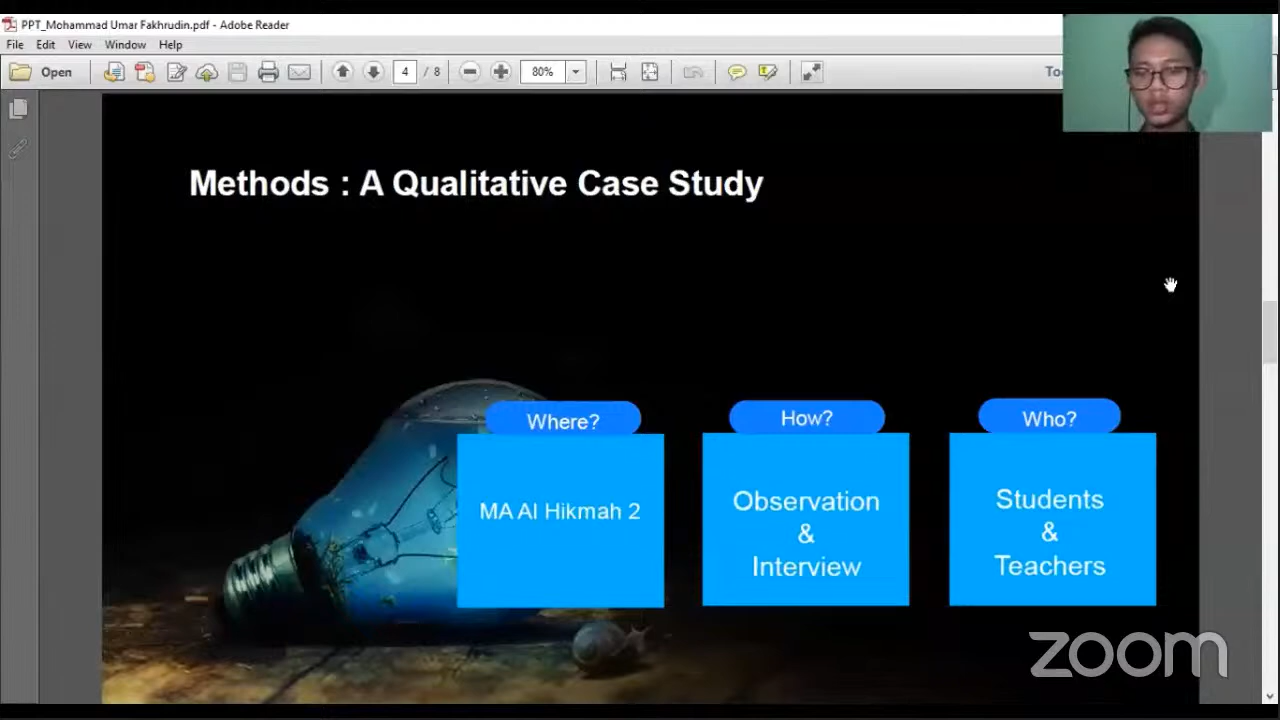 PPT_Mohammad Umar Fakhrudin.pdf - Adobe Reader
File Edit View Window Help
Open 4 / 8 80%
Methods : A Qualitative Case Study
Where?
MA Al Hikmah 2
How?
Observation
&
Interview
Who?
Students
&
Teachers
zoom